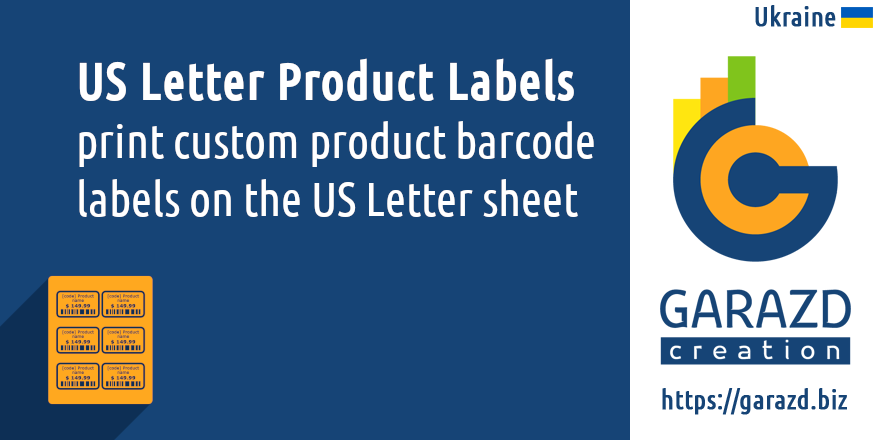 Ukraine
US Letter Product Labels
print custom product barcode
labels on the US Letter sheet
[code] Product
name
$ 149.99
[code] Product
name
$ 149.99
[code] Product
name
$ 149.99
[code] Product
name
$ 149.99
[code] Product
name
$ 149.99
[code] Product
name
$ 149.99
GARAZD
creation
https://garazd.biz